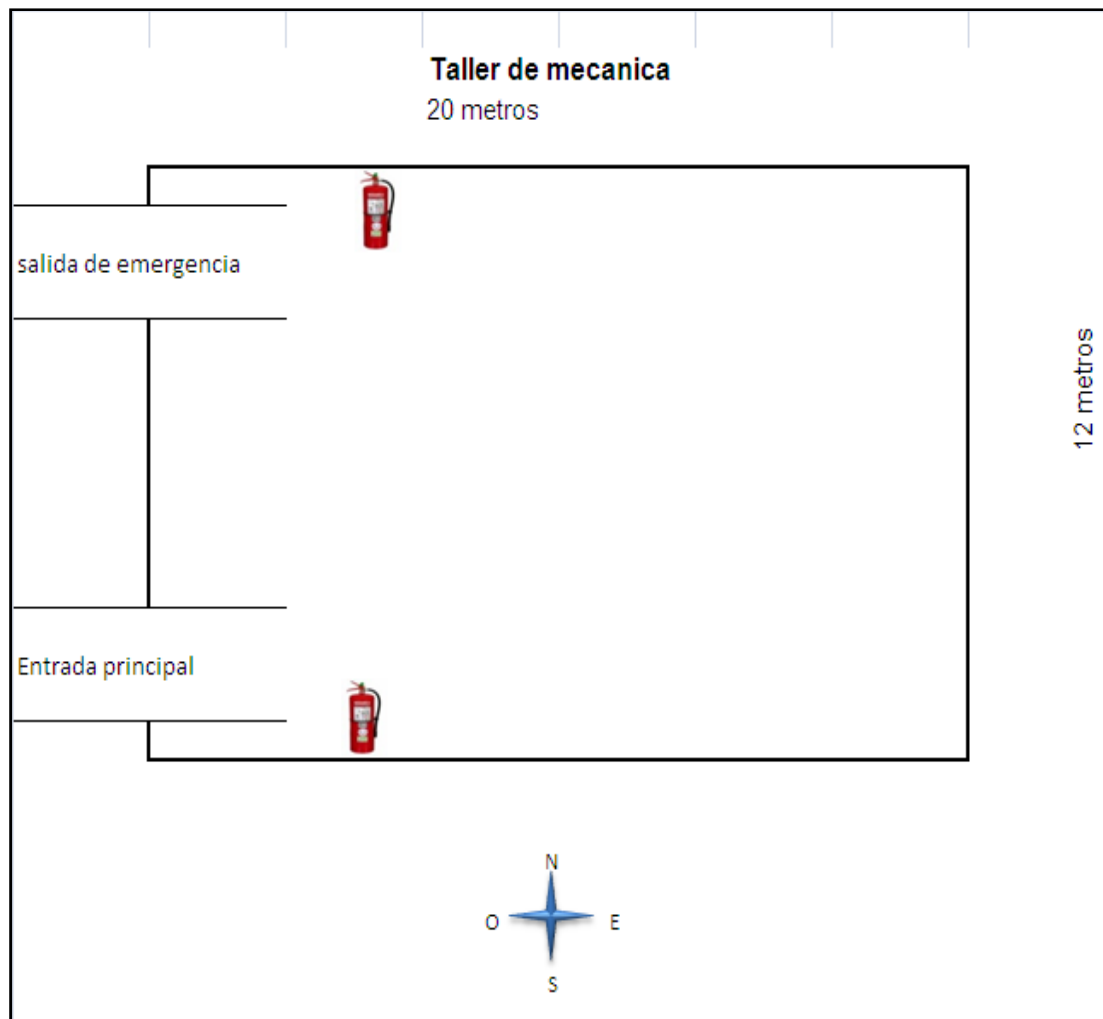 Taller de mecanica
20 metros
salida de emergencia
12 metros
Entrada principal
N
O E
S